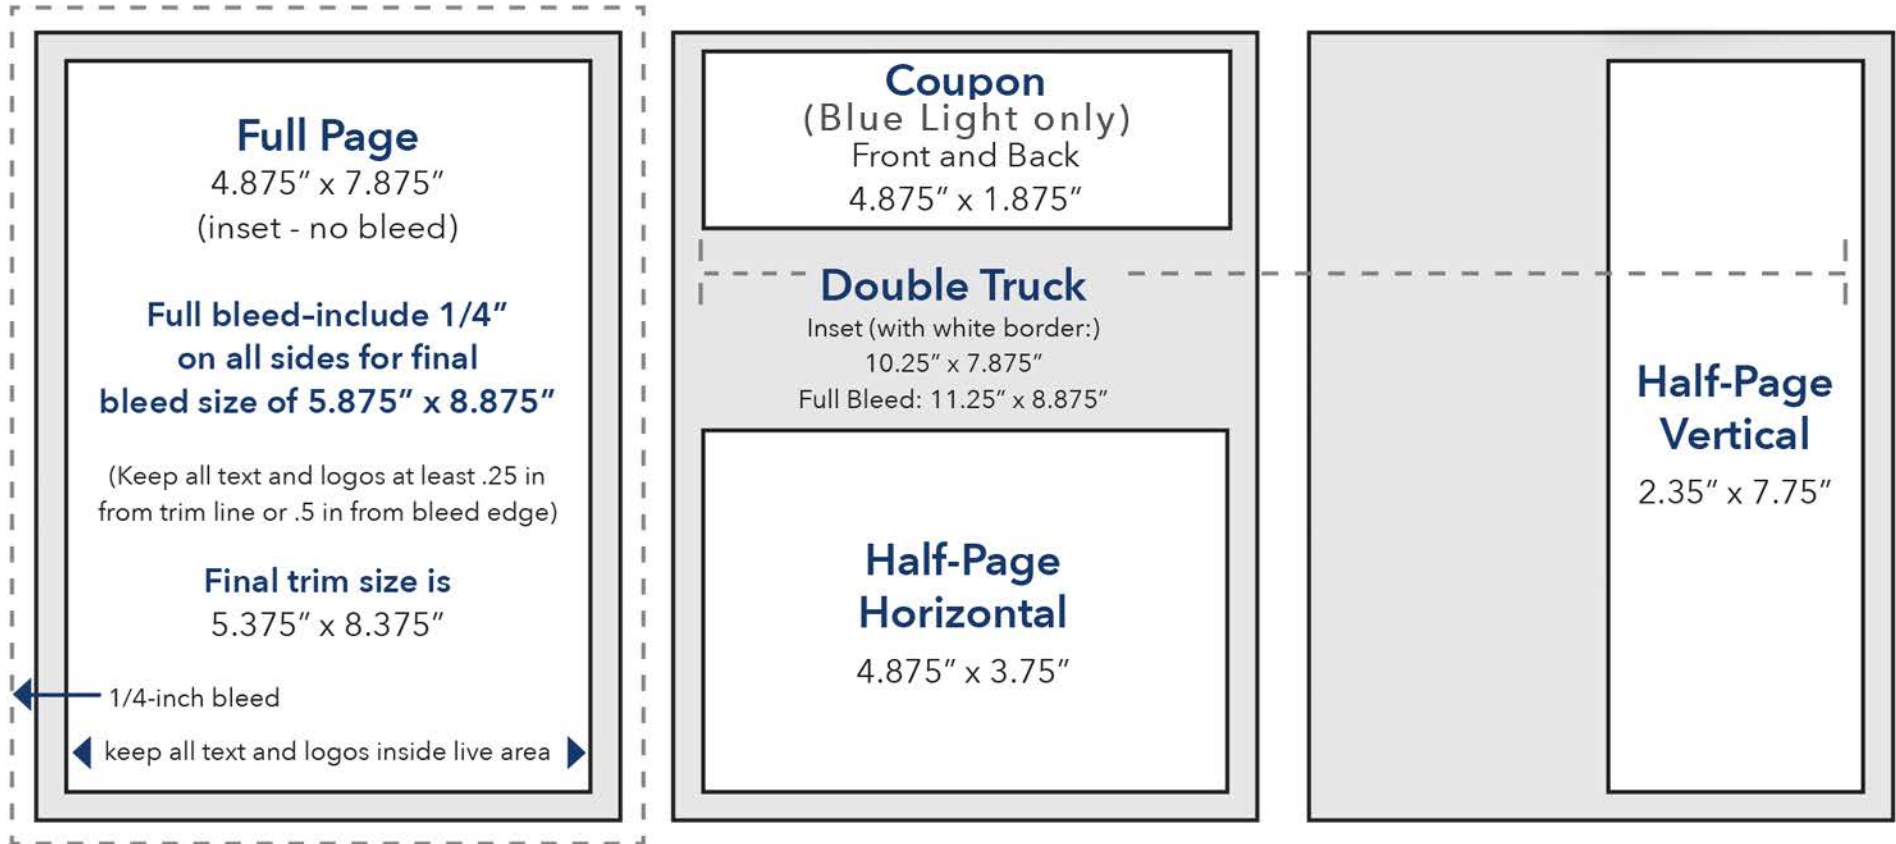 Full Page
4.875” x 7.875”
(inset - no bleed)
Full bleed–include 1/4”
on all sides for final
bleed size of 5.875” x 8.875”
(Keep all text and logos at least .25 in
from trim line or .5 in from bleed edge)
Final trim size is
5.375” x 8.375”
1/4-inch bleed
keep all text and logos inside live area
Coupon
(Blue Light only)
Front and Back
4.875” x 1.875”
Double Truck
Inset (with white border:)
10.25” x 7.875”
Full Bleed: 11.25” x 8.875”
Half-Page
Horizontal
4.875” x 3.75”
Half-Page
Vertical
2.35” x 7.75”